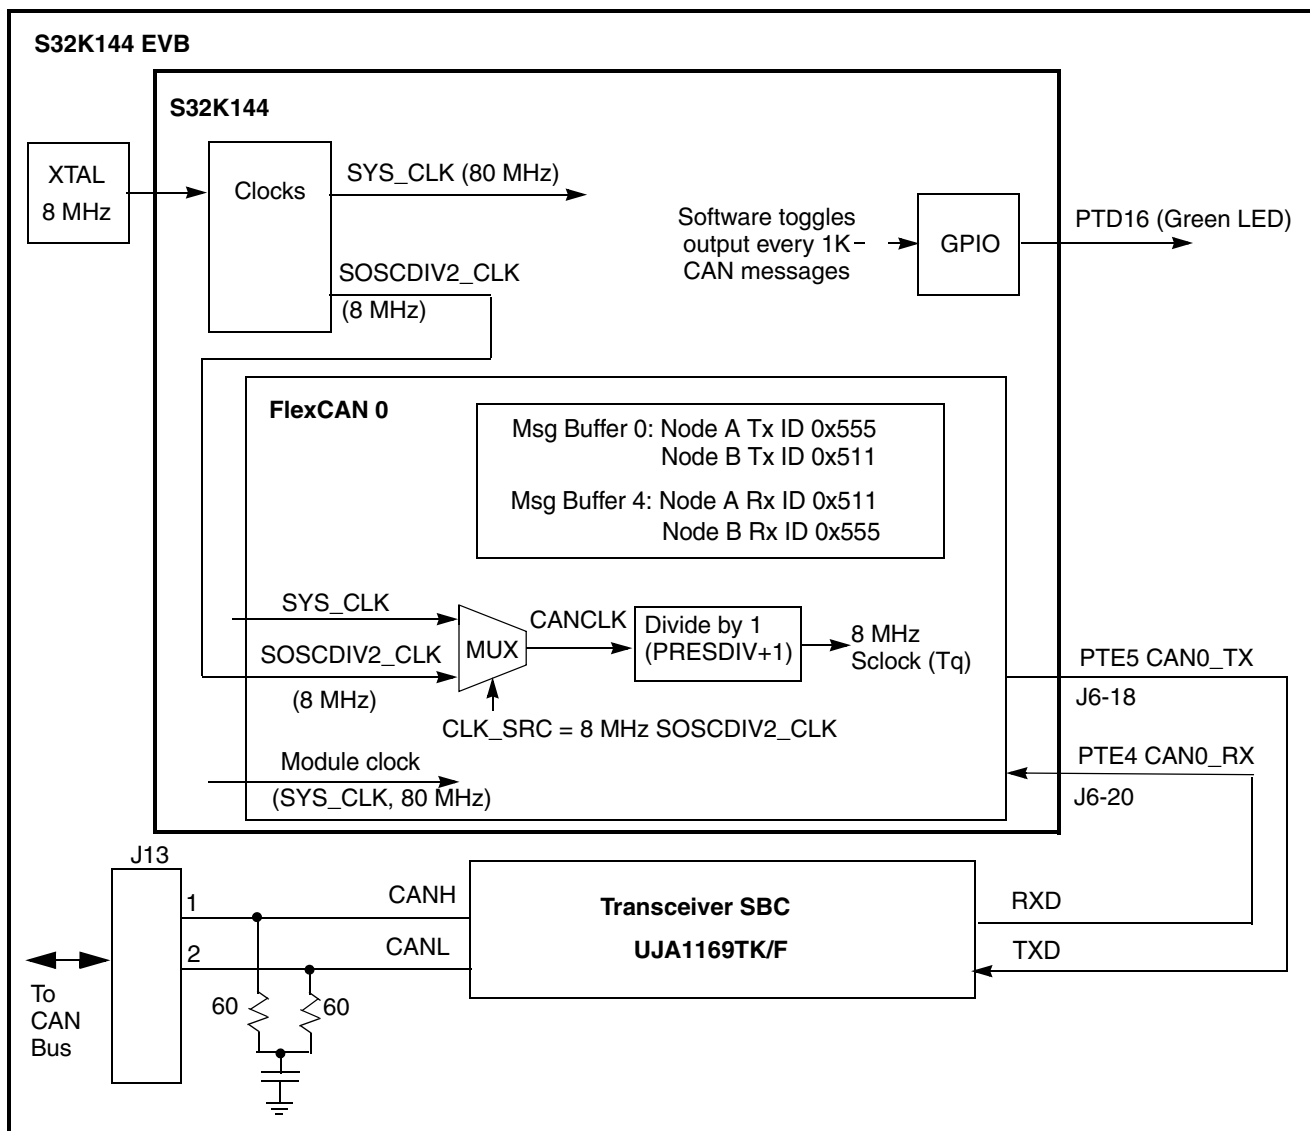 S32K144 EVB
S32K144
XTAL
8 MHz
Clocks
SYS_CLK (80 MHz)
SOSCDIV2_CLK
(8 MHz)
Software toggles
output every 1K
CAN messages
GPIO
PTD16 (Green LED)
FlexCAN 0
Msg Buffer 0: Node A Tx ID 0x555
Node B Tx ID 0x511
Msg Buffer 4: Node A Rx ID 0x511
Node B Rx ID 0x555
SYS_CLK
SOSCDIV2_CLK
(8 MHz)
MUX
CANCLK
Divide by 1
(PRESDIV+1)
8 MHz
Sclock (Tq)
CLK_SRC = 8 MHz SOSCDIV2_CLK
Module clock
(SYS_CLK, 80 MHz)
PTE5 CAN0_TX
J6-18
PTE4 CAN0_RX
J6-20
J13
1
2
CANH
CANL
Transceiver SBC
UJA1169TK/F
RXD
TXD
To
CAN
Bus
60
60